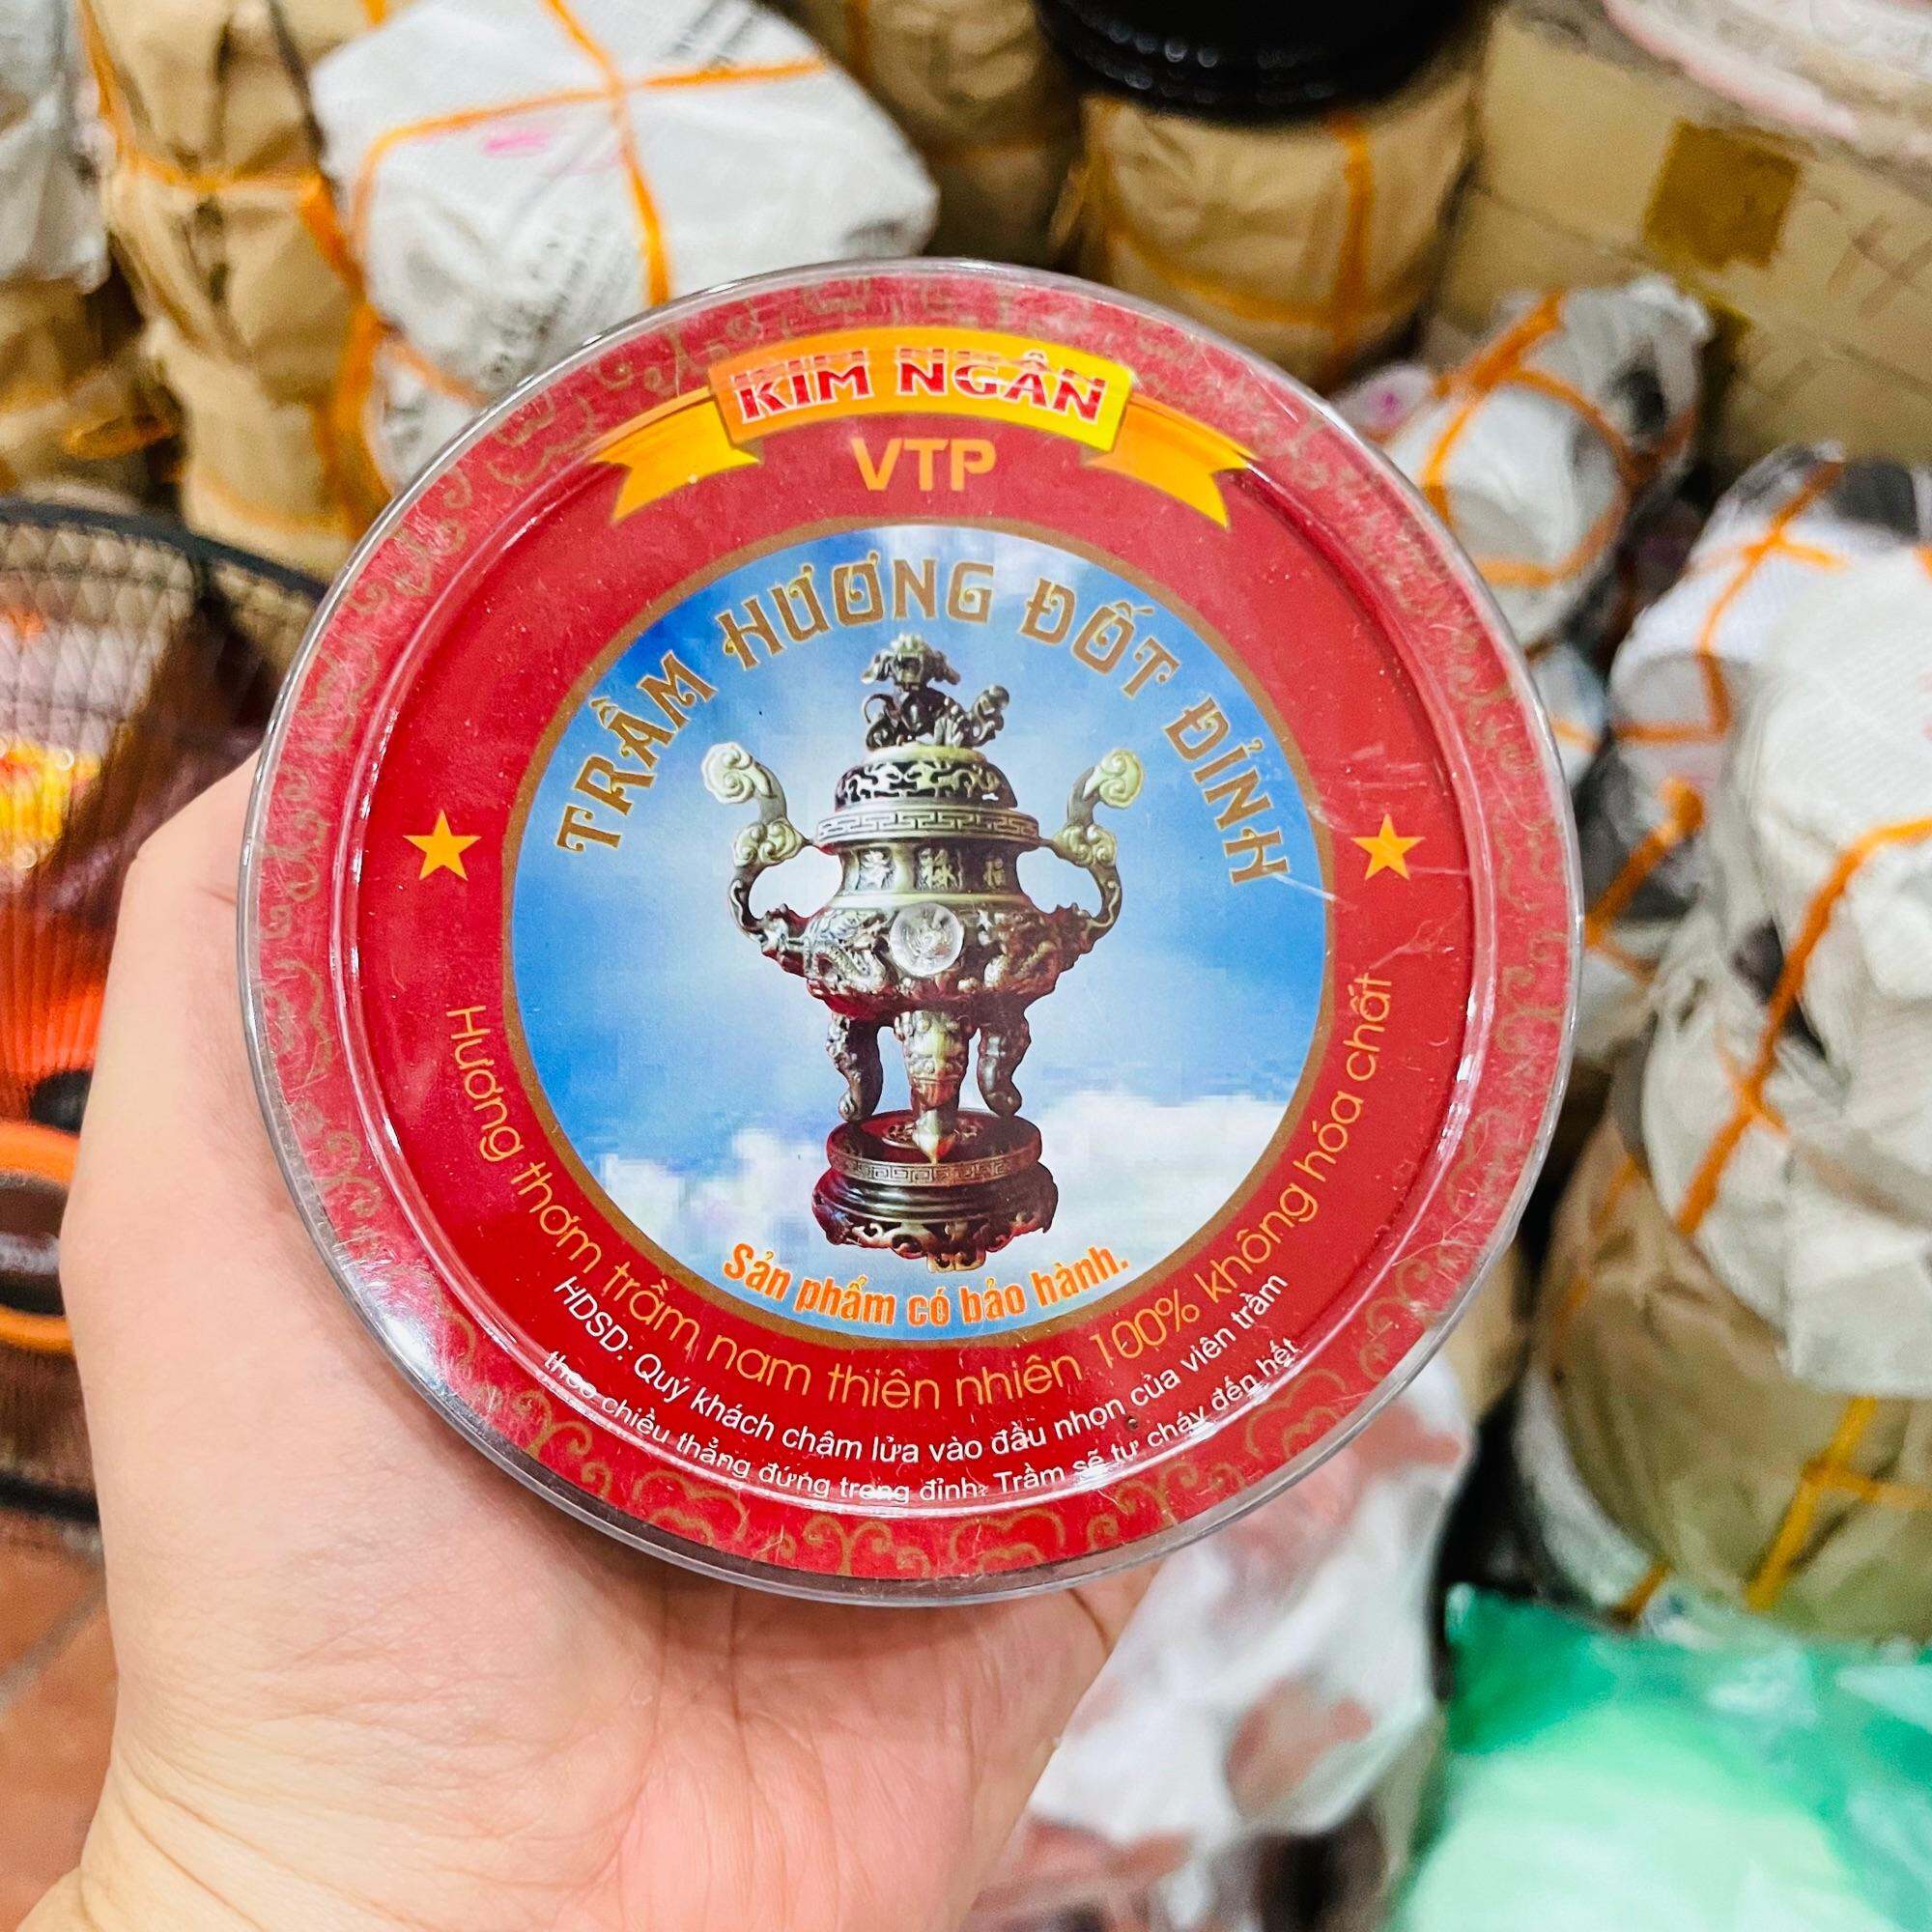 KIM NGÂN
VTP
TRẦM HƯƠNG ĐỐT ĐỈNH
Sản phẩm có bảo hành.
Hương thơm trầm nam thiên nhiên 100% không hóa chất
HDSD: Quý khách châm lửa vào đầu nhọn của viên trầm
theo chiều thẳng đứng trong đỉnh. Trầm sẽ tự cháy đến hết